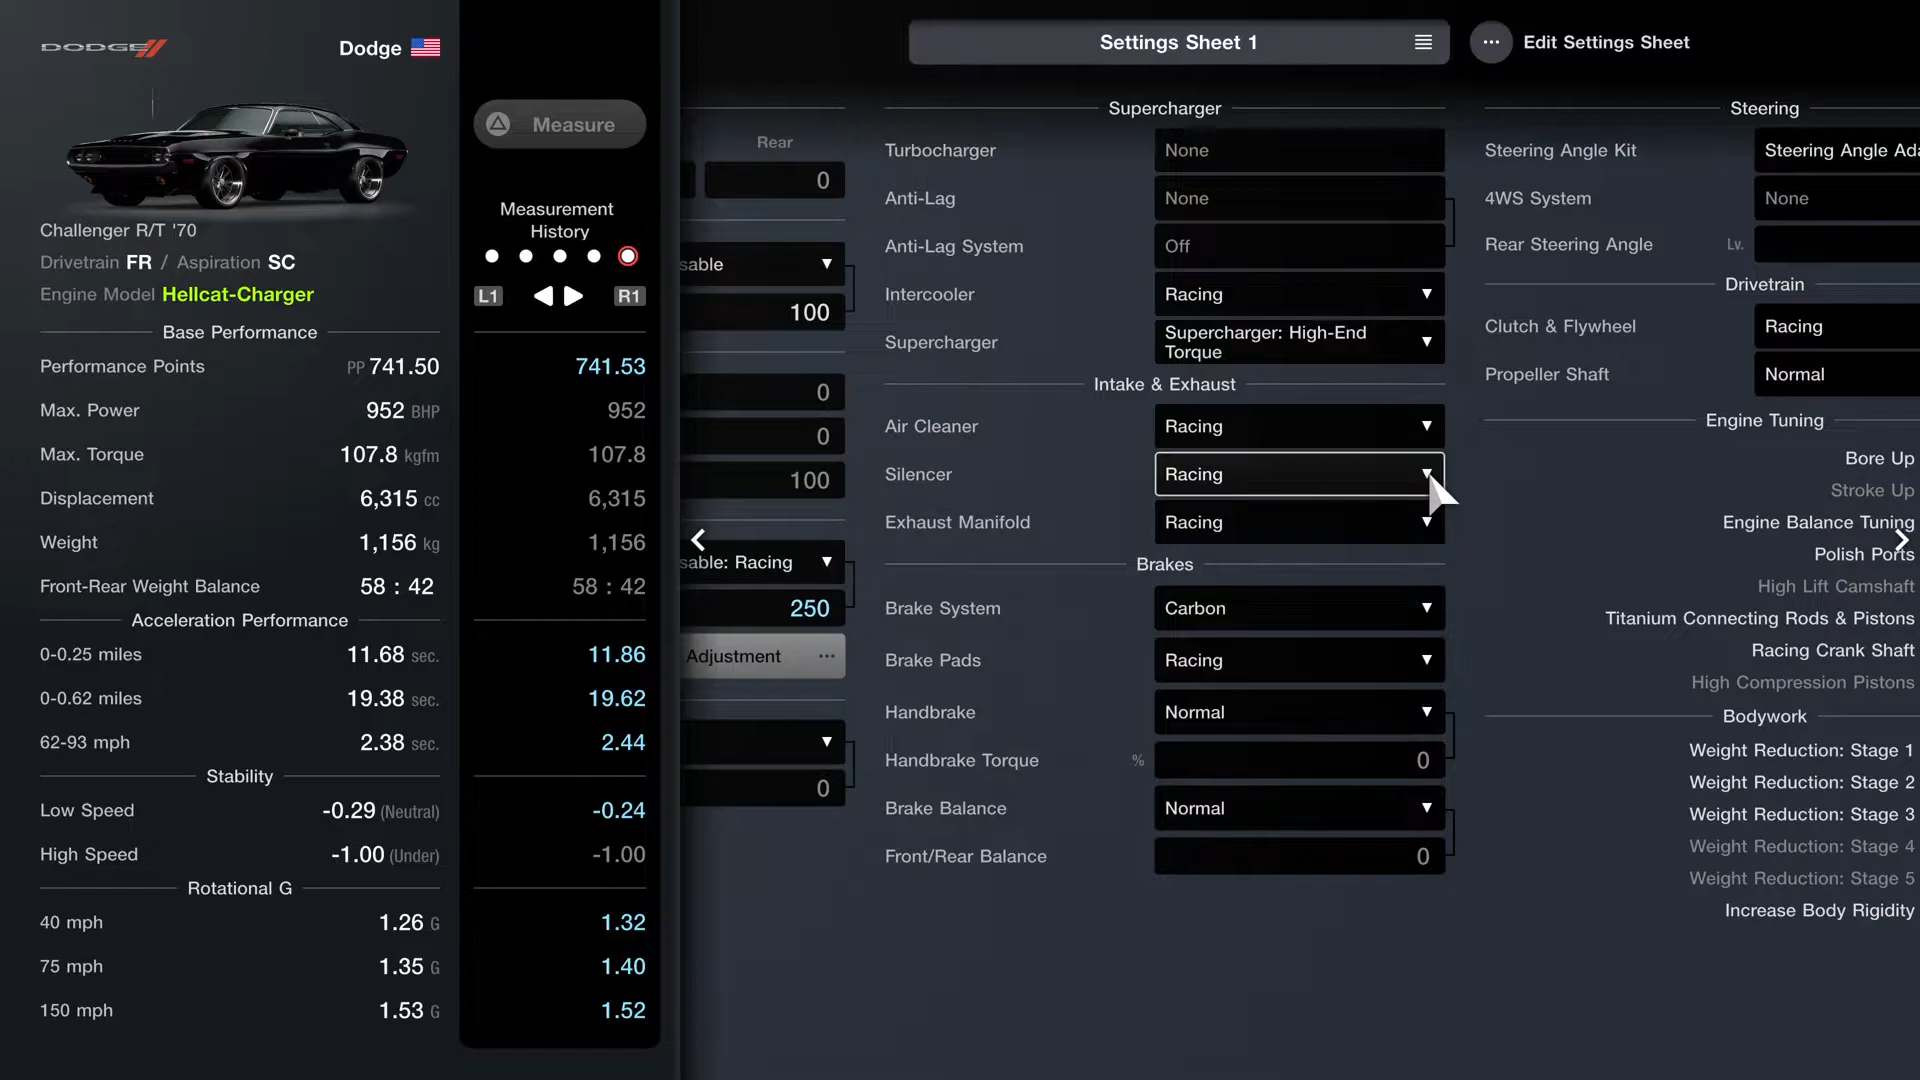 DODGE
Dodge
Challenger R/T '70
Drivetrain FR / Aspiration SC
Engine Model Hellcat-Charger
Base Performance
Performance Points PP 741.50
Max. Power 952 BHP
Max. Torque 107.8 kgfm
Displacement 6,315 cc
Weight 1,156 kg
Front-Rear Weight Balance 58 : 42
Acceleration Performance
0-0.25 miles 11.68 sec.
0-0.62 miles 19.38 sec.
62-93 mph 2.38 sec.
Stability
Low Speed -0.29 (Neutral)
High Speed -1.00 (Under)
Rotational G
40 mph 1.26 G
75 mph 1.35 G
150 mph 1.53 G
Measure
Measurement
History
L1 R1
741.53
952
107.8
6,315
1,156
58 : 42
11.86
19.62
2.44
-0.24
-1.00
1.32
1.40
1.52
Settings Sheet 1
Edit Settings Sheet
Rear
0
sable
100
0
0
100
sable: Racing
250
Adjustment
0
Supercharger
Turbocharger None
Anti-Lag None
Anti-Lag System Off
Intercooler Racing
Supercharger Supercharger: High-End
Torque
Intake & Exhaust
Air Cleaner Racing
Silencer Racing
Exhaust Manifold Racing
Brakes
Brake System Carbon
Brake Pads Racing
Handbrake Normal
Handbrake Torque % 0
Brake Balance Normal
Front/Rear Balance 0
Steering
Steering Angle Kit Steering Angle Ada
4WS System None
Rear Steering Angle Lv.
Drivetrain
Clutch & Flywheel Racing
Propeller Shaft Normal
Engine Tuning
Bore Up
Stroke Up
Engine Balance Tuning
Polish Ports
High Lift Camshaft
Titanium Connecting Rods & Pistons
Racing Crank Shaft
High Compression Pistons
Bodywork
Weight Reduction: Stage 1
Weight Reduction: Stage 2
Weight Reduction: Stage 3
Weight Reduction: Stage 4
Weight Reduction: Stage 5
Increase Body Rigidity